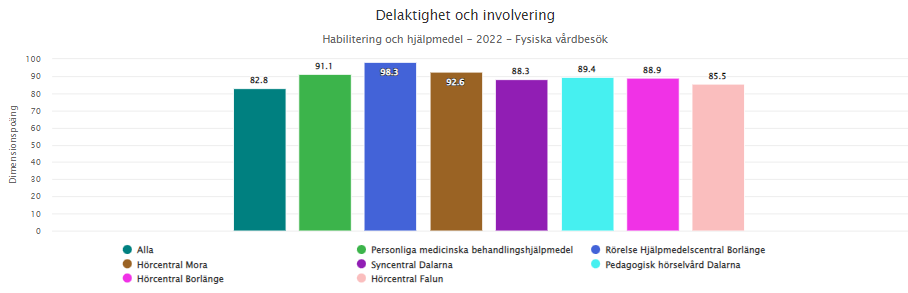 Delaktighet och involvering
Habilitering och hjälpmedel - 2022 - Fysiska vårdbesök
Dimensionspoäng
100
90
80
70
60
50
40
30
20
10
0
82.8
91.1
98.3
92.6
88.3
89.4
88.9
85.5
Alla
Personliga medicinska behandlingshjälpmedel
Rörelse Hjälpmedelscentral Borlänge
Hörcentral Mora
Syncentral Dalarna
Pedagogisk hörselvård Dalarna
Hörcentral Borlänge
Hörcentral Falun